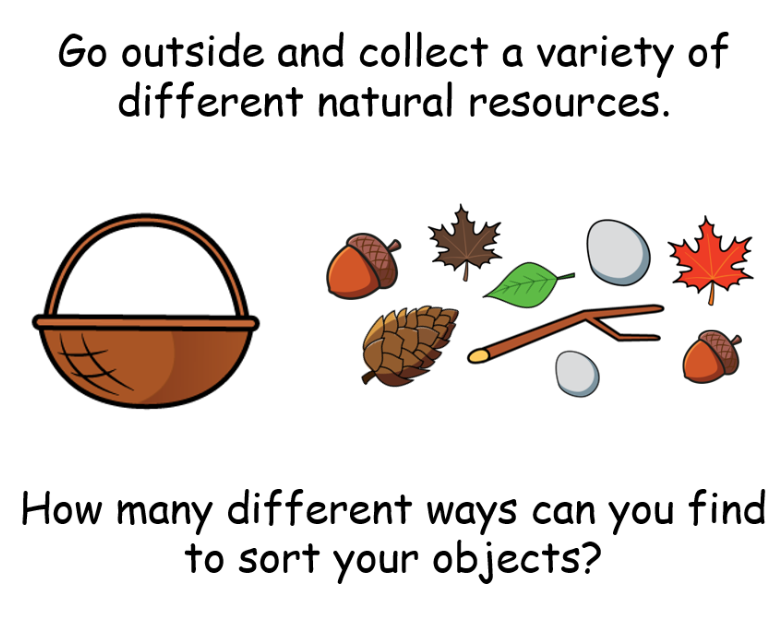 Go outside and collect a variety of
different natural resources.
How many different ways can you find
to sort your objects?